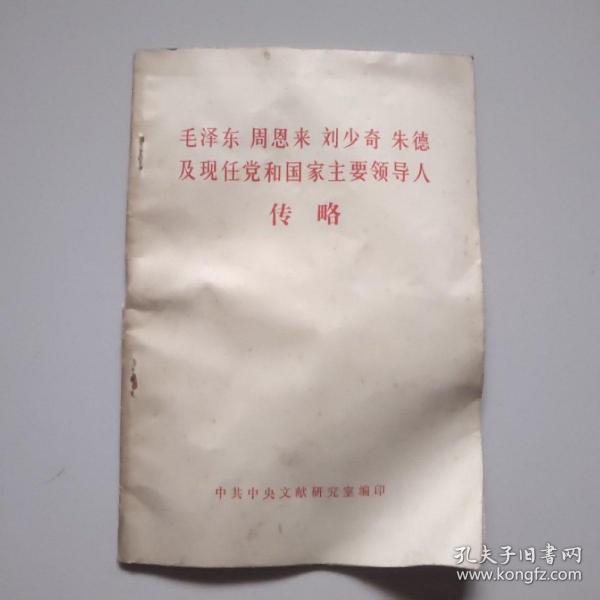 毛泽东 周恩来 刘少奇 朱德
及现任党和国家主要领导人
传略
中共中央文献研究室编印
孔夫子旧书网
www.kongfz.com